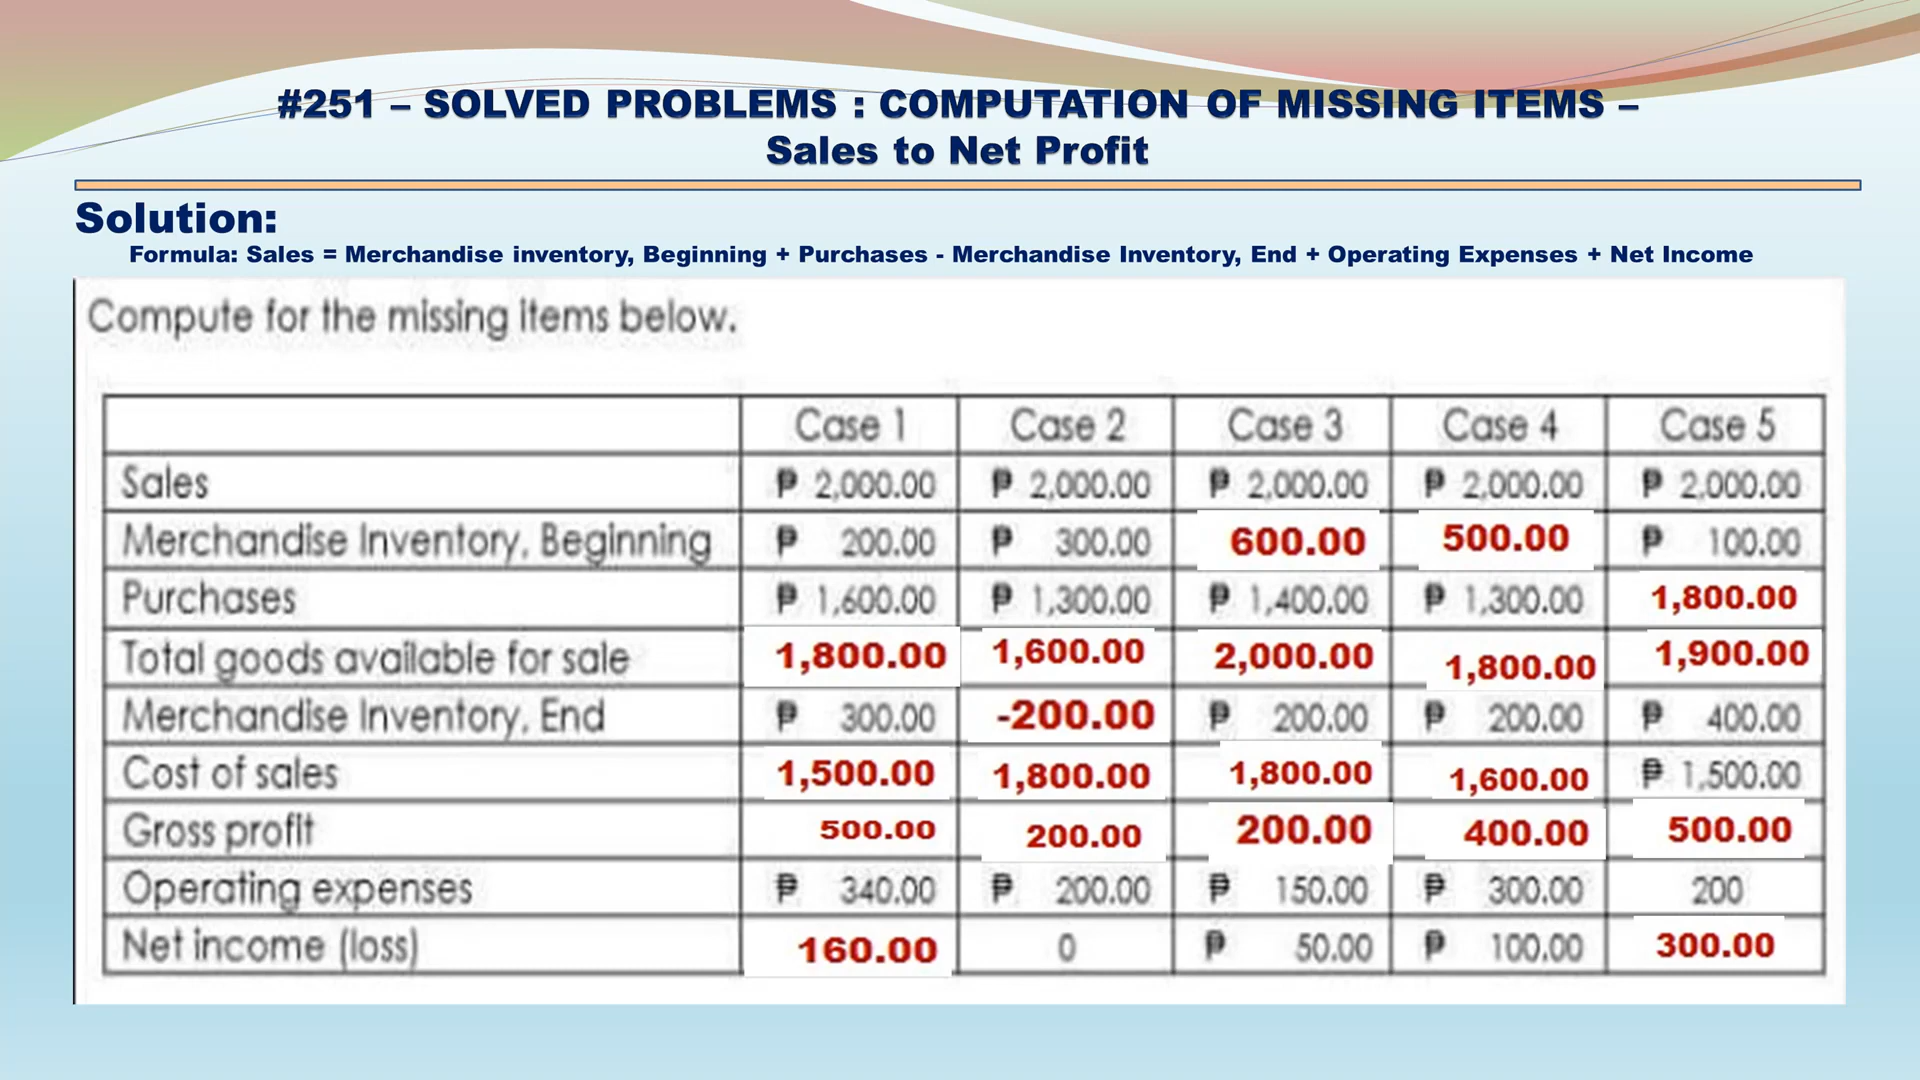 #251 – SOLVED PROBLEMS : COMPUTATION OF MISSING ITEMS –
Sales to Net Profit
Solution:
Formula: Sales = Merchandise inventory, Beginning + Purchases - Merchandise Inventory, End + Operating Expenses + Net Income
Compute for the missing items below.
Case 1 Case 2 Case 3 Case 4 Case 5
Sales ₱ 2,000.00 ₱ 2,000.00 ₱ 2,000.00 ₱ 2,000.00 ₱ 2,000.00
Merchandise Inventory, Beginning ₱ 200.00 ₱ 300.00 600.00 500.00 ₱ 100.00
Purchases ₱ 1,600.00 ₱ 1,300.00 ₱ 1,400.00 ₱ 1,300.00 1,800.00
Total goods available for sale 1,800.00 1,600.00 2,000.00 1,800.00 1,900.00
Merchandise Inventory, End ₱ 300.00 -200.00 ₱ 200.00 ₱ 200.00 ₱ 400.00
Cost of sales 1,500.00 1,800.00 1,800.00 1,600.00 ₱ 1,500.00
Gross profit 500.00 200.00 200.00 400.00 500.00
Operating expenses ₱ 340.00 ₱ 200.00 ₱ 150.00 ₱ 300.00 200
Net income (loss) 160.00 0 ₱ 50.00 ₱ 100.00 300.00